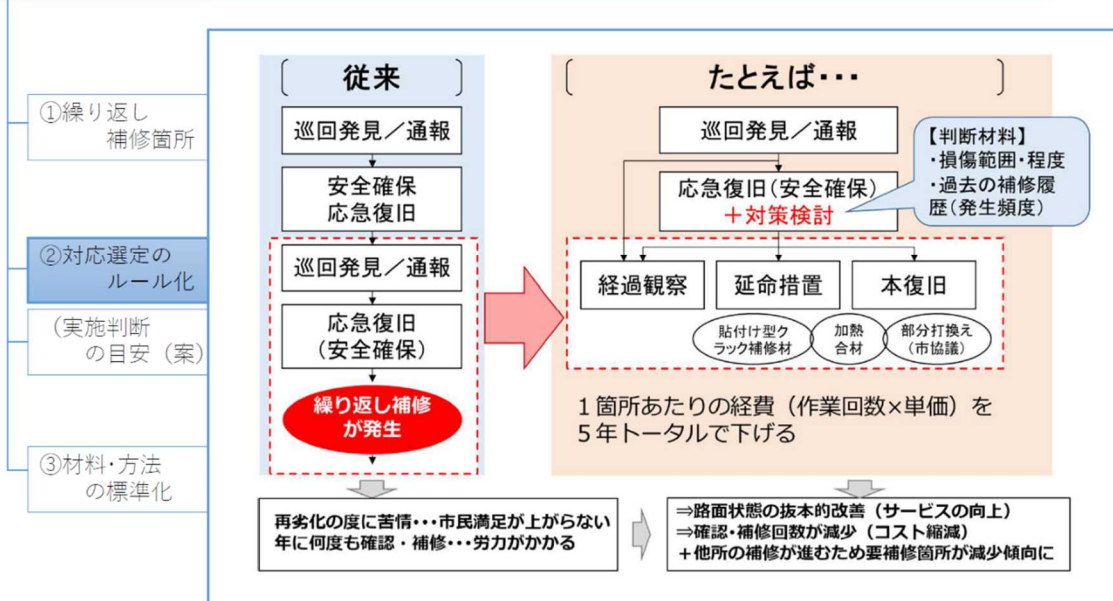 ①繰り返し
補修箇所
②対応選定の
ルール化
(実施判断
の目安（案）
③材料・方法
の標準化
〔 従来 〕
巡回発見／通報
安全確保
応急復旧
巡回発見／通報
応急復旧
(安全確保)
繰り返し補修
が発生
再劣化の度に苦情・・・市民満足が上がらない
年に何度も確認・補修・・・労力がかかる
〔 たとえば・・・ 〕
巡回発見／通報
【判断材料】
・損傷範囲・程度
・過去の補修履
歴(発生頻度)
応急復旧(安全確保)
＋対策検討
経過観察
延命措置
本復旧
貼付け型ク
ラック補修材
加熱
合材
部分打換え
(市協議)
１箇所あたりの経費（作業回数×単価）を
５年トータルで下げる
⇒路面状態の抜本的改善（サービスの向上）
⇒確認・補修回数が減少（コスト縮減）
＋他所の補修が進むため要補修箇所が減少傾向に